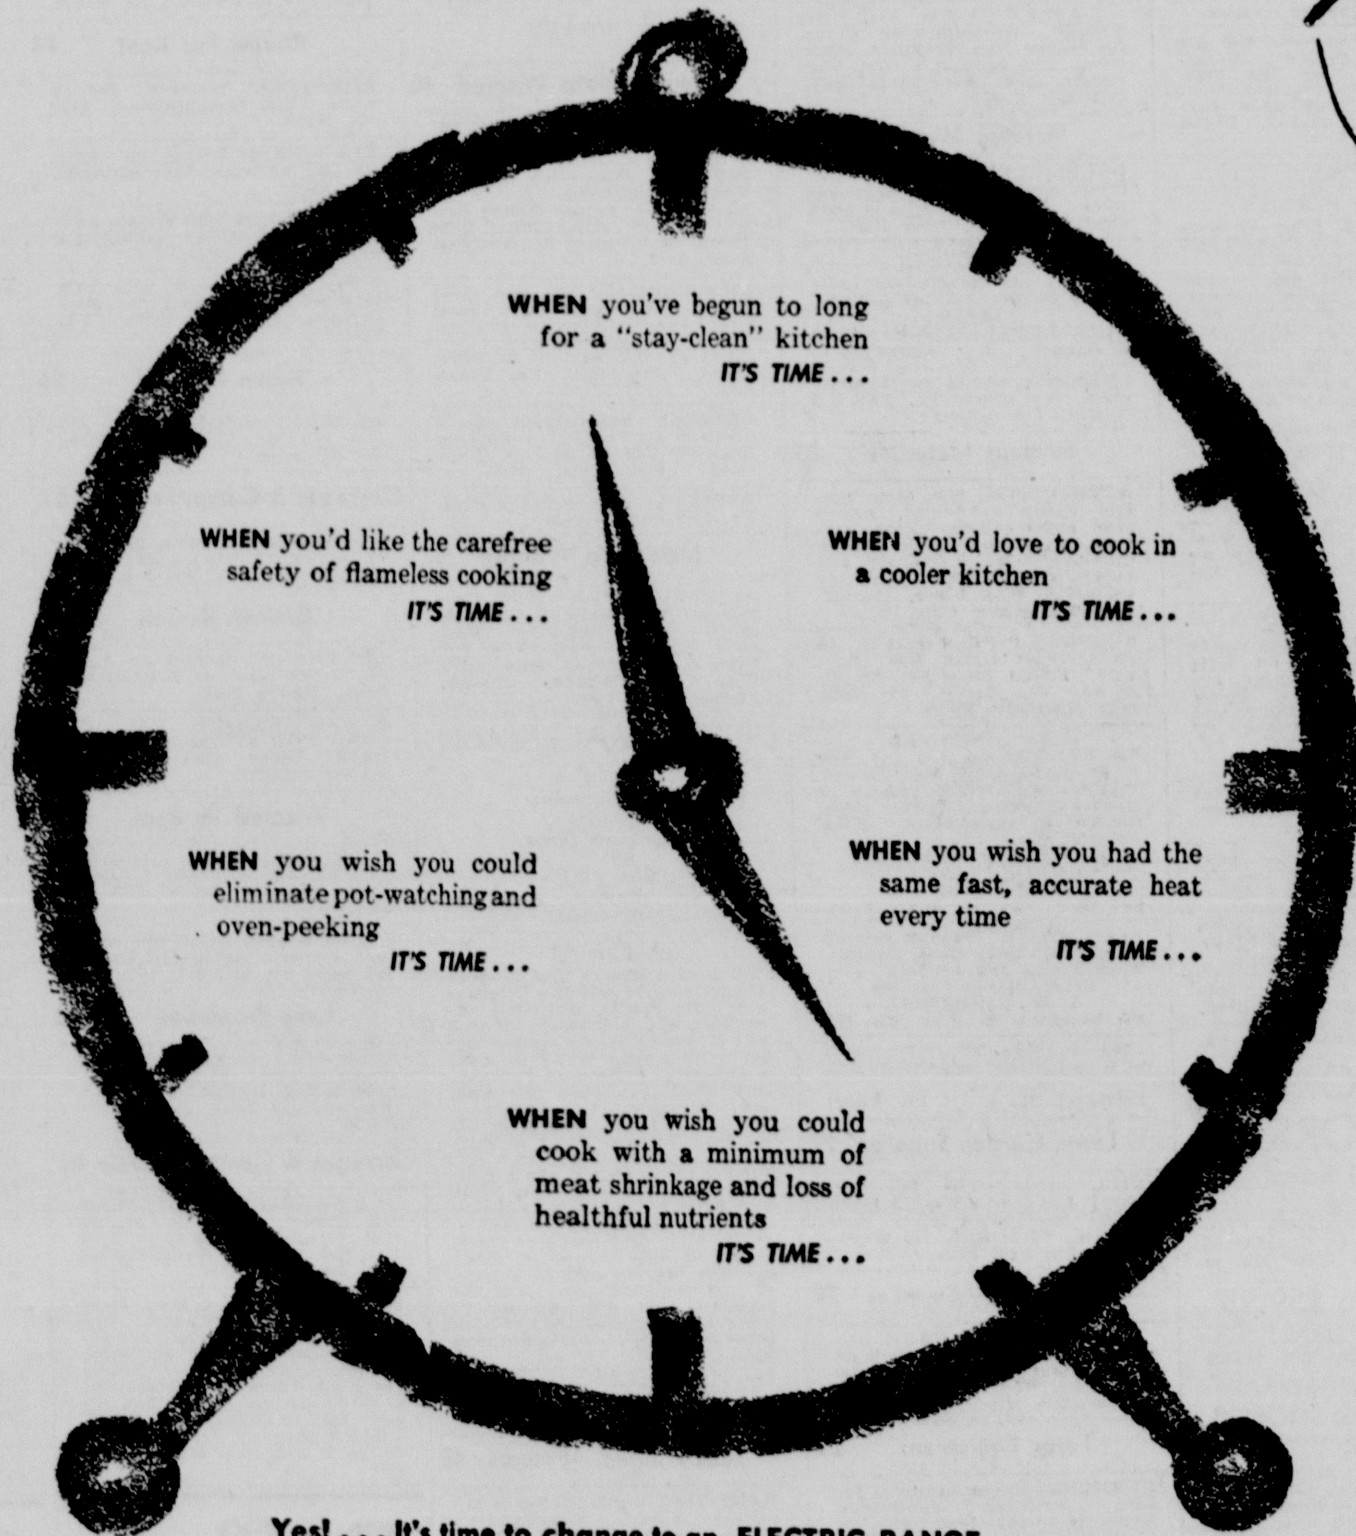 WHEN you've begun to long
for a "stay-clean" kitchen
IT'S TIME...
WHEN you'd like the carefree
safety of flameless cooking
IT'S TIME...
WHEN you'd love to cook in
a cooler kitchen
IT'S TIME...
WHEN you wish you could
eliminate pot-watching and
oven-peeking
IT'S TIME...
WHEN you wish you had the
same fast, accurate heat
every time
IT'S TIME...
WHEN you wish you could
cook with a minimum of
meat shrinkage and loss of
healthful nutrients
IT'S TIME...
Yes! . . . It's time to change to an ELECTRIC RANGE